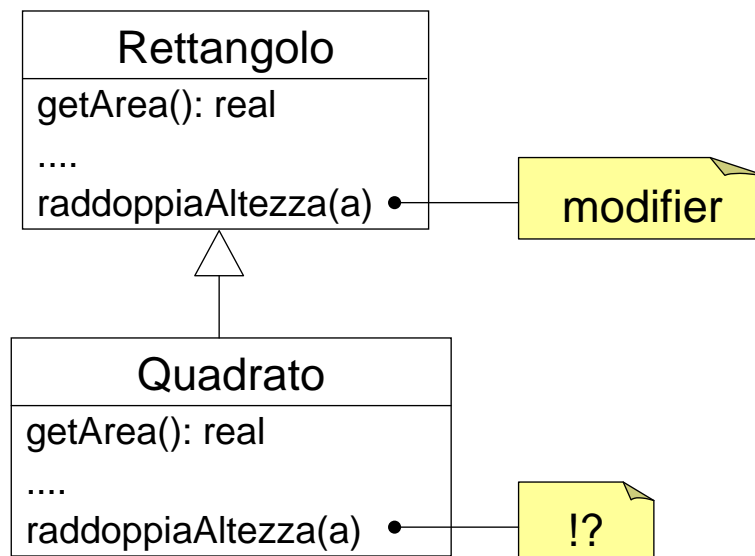 Rettangolo
getArea(): real
....
raddoppiaAltezza(a)
modifier
Quadrato
getArea(): real
....
raddoppiaAltezza(a)
!?